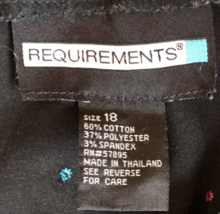 REQUIREMENTS®
SIZE 18
60% COTTON
37% POLYESTER
3% SPANDEX
RN#57895
MADE IN THAILAND
SEE REVERSE
FOR CARE